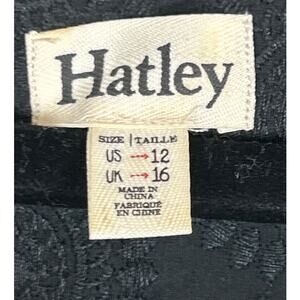 Hatley
SIZE | TAILLE
US → 12
UK → 16
MADE IN
CHINA
FABRIQUÉ
EN CHINE